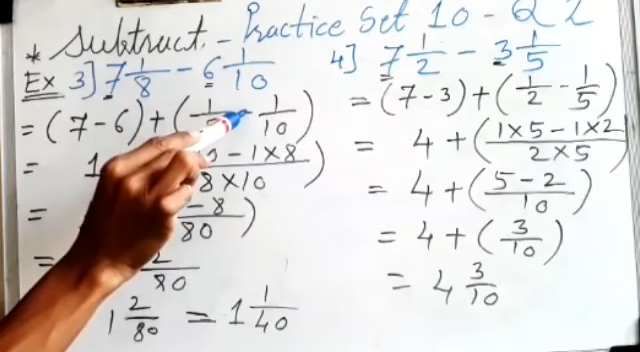 * Subtract. - Practice Set 10 - Q 2
Ex 3] 7 1/8 - 6 1/10
= (7-6) + (1/ - 1/10)
= 1 - 1×8 / 8×10)
= -8/80)
= 2/80
1 2/80 = 1 1/40
4] 7 1/2 - 3 1/5
= (7-3) + (1/2 - 1/5)
= 4 + (1×5 - 1×2 / 2×5)
= 4 + (5-2/10)
= 4 + (3/10)
= 4 3/10